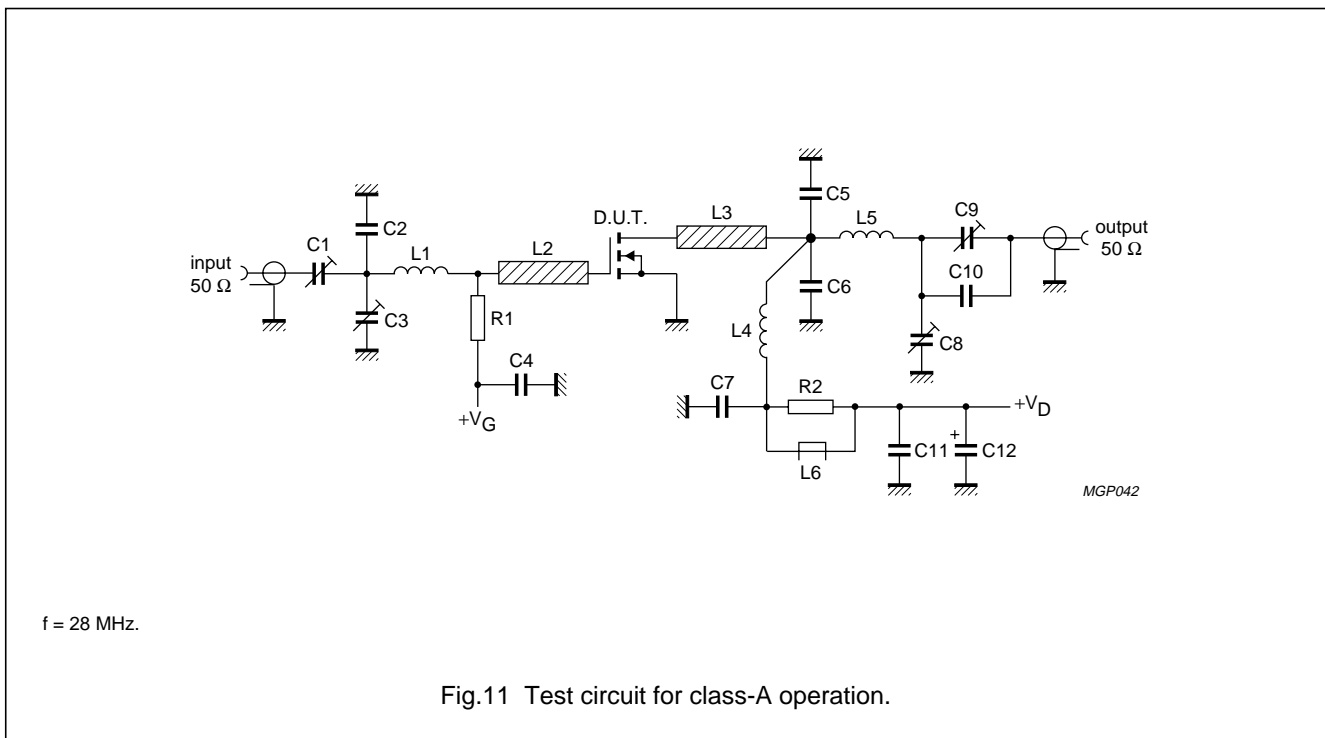 C5
D.U.T.
L3
L5
C9
output
50 Ω
C2
C1
L1
L2
input
50 Ω
C10
C6
C3
R1
L4
C8
C4
C7
R2
+VD
+VG
C11
+
C12
L6
MGP042
f = 28 MHz.
Fig.11 Test circuit for class-A operation.